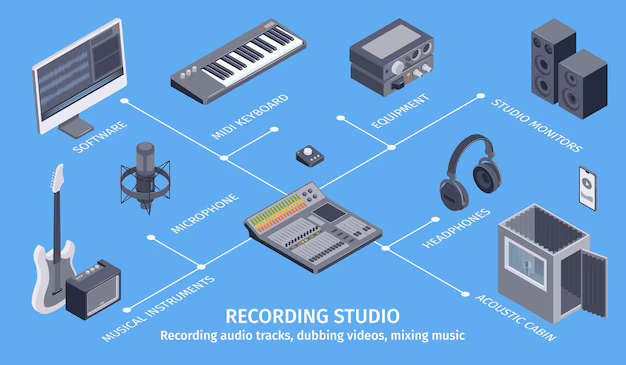 SOFTWARE
MIDI KEYBOARD
EQUIPMENT
STUDIO MONITORS
MICROPHONE
HEADPHONES
MUSICAL INSTRUMENTS
ACOUSTIC CABIN
RECORDING STUDIO
Recording audio tracks, dubbing videos, mixing music